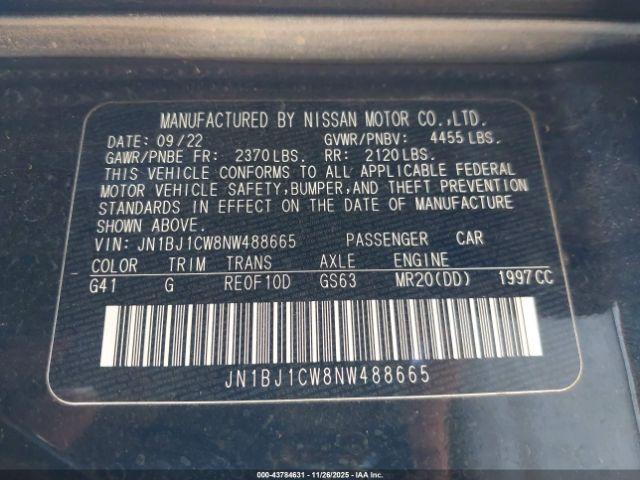 MANUFACTURED BY NISSAN MOTOR CO.,LTD.
DATE: 09/22 GVWR/PNBV: 4455 LBS.
GAWR/PNBE FR: 2370 LBS. RR: 2120 LBS.
THIS VEHICLE CONFORMS TO ALL APPLICABLE FEDERAL
MOTOR VEHICLE SAFETY,BUMPER,AND THEFT PREVENTION
STANDARDS IN EFFECT ON THE DATE OF MANUFACTURE
SHOWN ABOVE.
VIN: JN1BJ1CW8NW488665 PASSENGER CAR
COLOR TRIM TRANS AXLE ENGINE
G41 G RE0F10D GS63 MR20(DD) 1997CC
JN1BJ1CW8NW488665
000-43784631 - 11/26/2025 - IAA Inc.